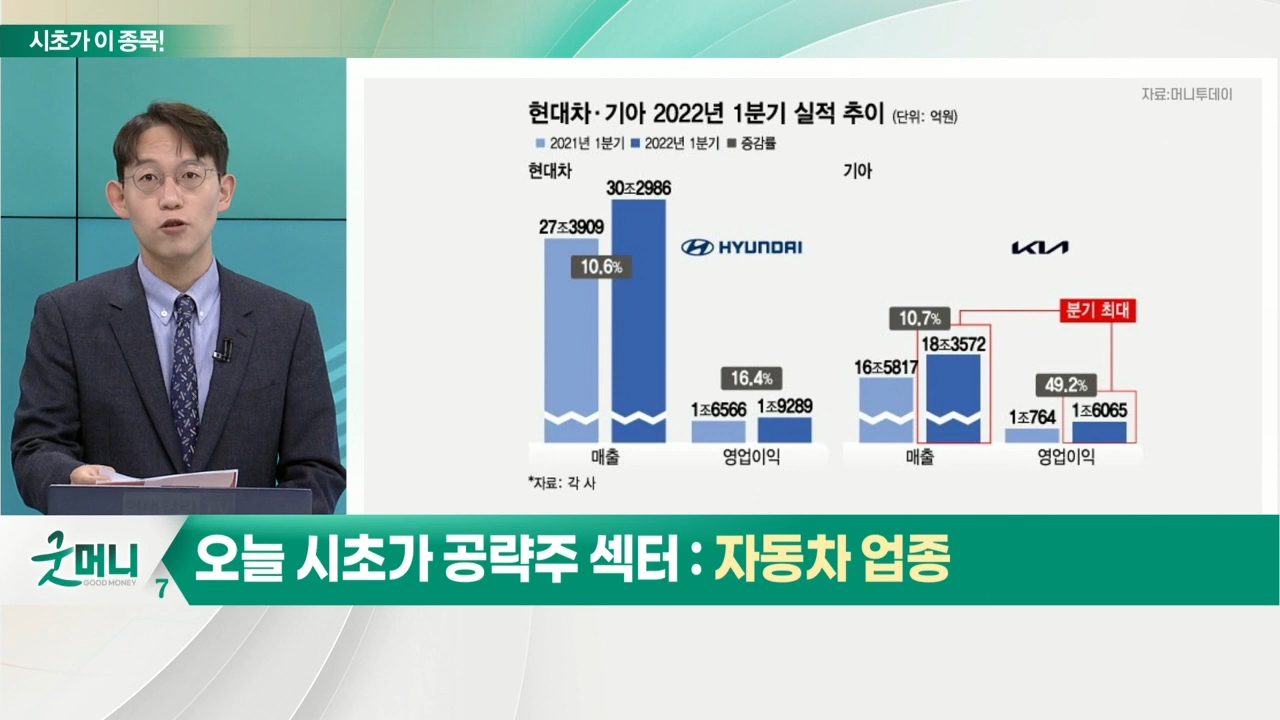 시초가 이 종목!
자료:머니투데이
현대차·기아 2022년 1분기 실적 추이 (단위: 억원)
2021년 1분기 2022년 1분기 증감률
현대차
기아
30조2986
27조3909
10.6%
HYUNDAI
16.4%
1조6566
1조9289
매출
영업이익
KIA
분기 최대
10.7%
18조3572
16조5817
49.2%
1조764
1조6065
매출
영업이익
*자료: 각 사
굿머니
GOOD MONEY
7
오늘 시초가 공략주 섹터 : 자동차 업종